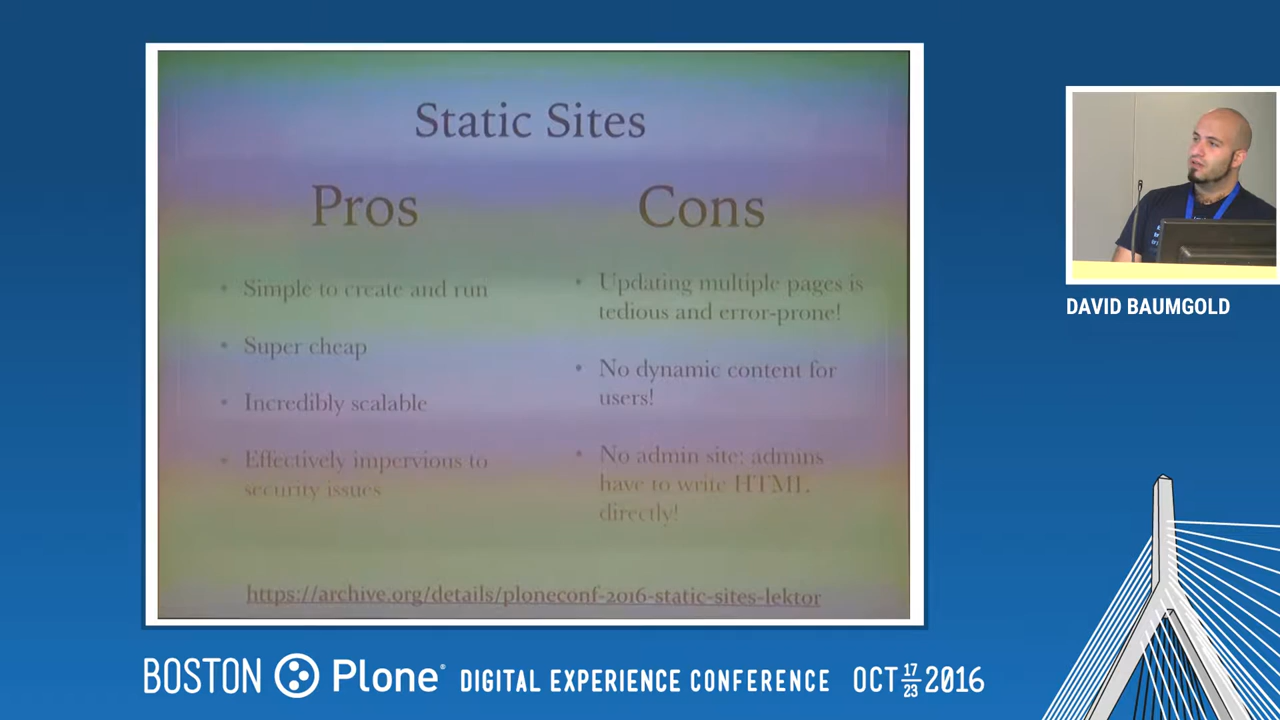 Static Sites
Pros
Simple to create and run
Super cheap
Incredibly scalable
Effectively impervious to
security issues
Cons
Updating multiple pages is
tedious and error-prone!
No dynamic content for
users!
No admin site; admins
have to write HTML
directly!
https://archive.org/details/ploneconf-2016-static-sites-lektor
DAVID BAUMGOLD
BOSTON Plone® DIGITAL EXPERIENCE CONFERENCE OCT 17-23 2016